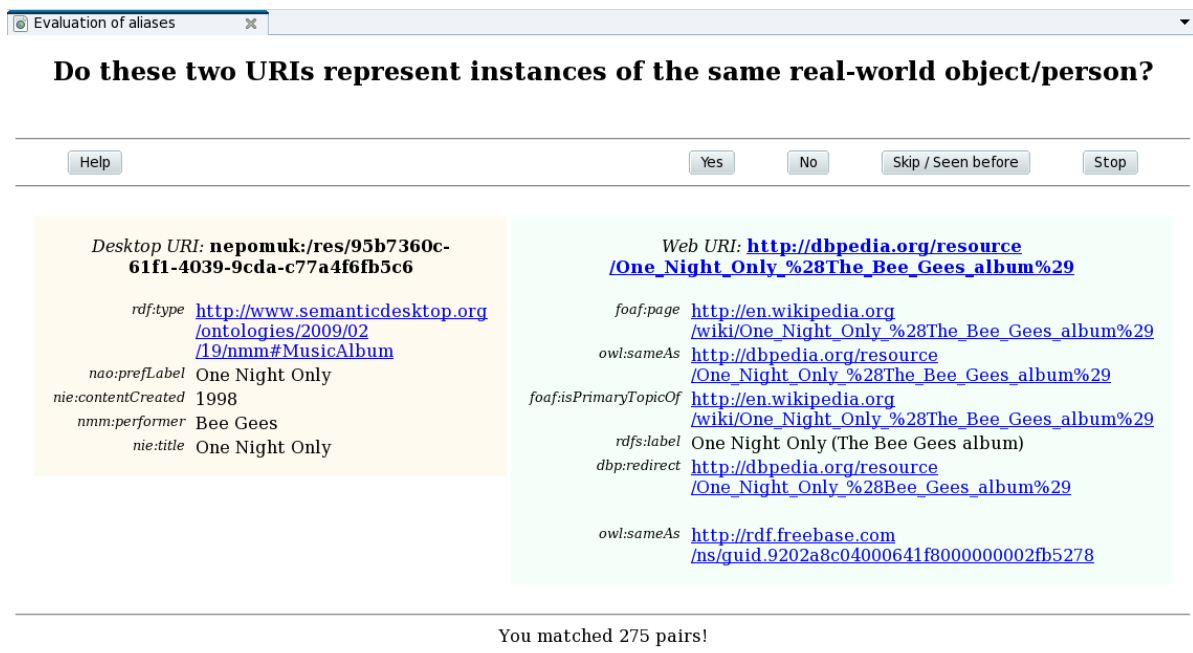 Evaluation of aliases
Do these two URIs represent instances of the same real-world object/person?
Help Yes No Skip / Seen before Stop
Desktop URI: nepomuk:/res/95b7360c-
61f1-4039-9cda-c77a4f6fb5c6
rdf:type http://www.semanticdesktop.org
/ontologies/2009/02
/19/nmm#MusicAlbum
nao:prefLabel One Night Only
nie:contentCreated 1998
nmm:performer Bee Gees
nie:title One Night Only
Web URI: http://dbpedia.org/resource
/One_Night_Only_%28The_Bee_Gees_album%29
foaf:page http://en.wikipedia.org
/wiki/One_Night_Only_%28The_Bee_Gees_album%29
owl:sameAs http://dbpedia.org/resource
/One_Night_Only_%28The_Bee_Gees_album%29
foaf:isPrimaryTopicOf http://en.wikipedia.org
/wiki/One_Night_Only_%28The_Bee_Gees_album%29
rdfs:label One Night Only (The Bee Gees album)
dbp:redirect http://dbpedia.org/resource
/One_Night_Only_%28Bee_Gees_album%29
owl:sameAs http://rdf.freebase.com
/ns/guid.9202a8c04000641f8000000002fb5278
You matched 275 pairs!